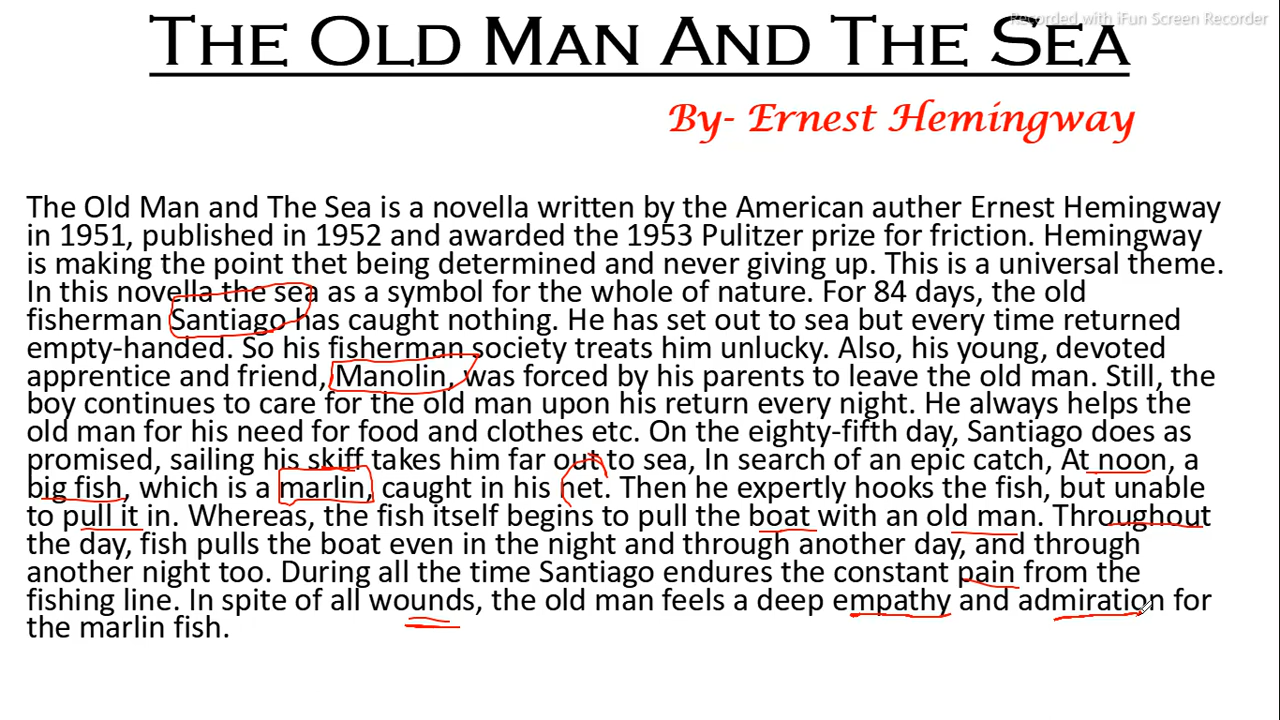 Recorded with iFun Screen Recorder
THE OLD MAN AND THE SEA
By- Ernest Hemingway
The Old Man and The Sea is a novella written by the American auther Ernest Hemingway
in 1951, published in 1952 and awarded the 1953 Pulitzer prize for friction. Hemingway
is making the point thet being determined and never giving up. This is a universal theme.
In this novella the sea as a symbol for the whole of nature. For 84 days, the old
fisherman Santiago has caught nothing. He has set out to sea but every time returned
empty-handed. So his fisherman society treats him unlucky. Also, his young, devoted
apprentice and friend, Manolin, was forced by his parents to leave the old man. Still, the
boy continues to care for the old man upon his return every night. He always helps the
old man for his need for food and clothes etc. On the eighty-fifth day, Santiago does as
promised, sailing his skiff takes him far out to sea, In search of an epic catch, At noon, a
big fish, which is a marlin, caught in his net. Then he expertly hooks the fish, but unable
to pull it in. Whereas, the fish itself begins to pull the boat with an old man. Throughout
the day, fish pulls the boat even in the night and through another day, and through
another night too. During all the time Santiago endures the constant pain from the
fishing line. In spite of all wounds, the old man feels a deep empathy and admiration for
the marlin fish.